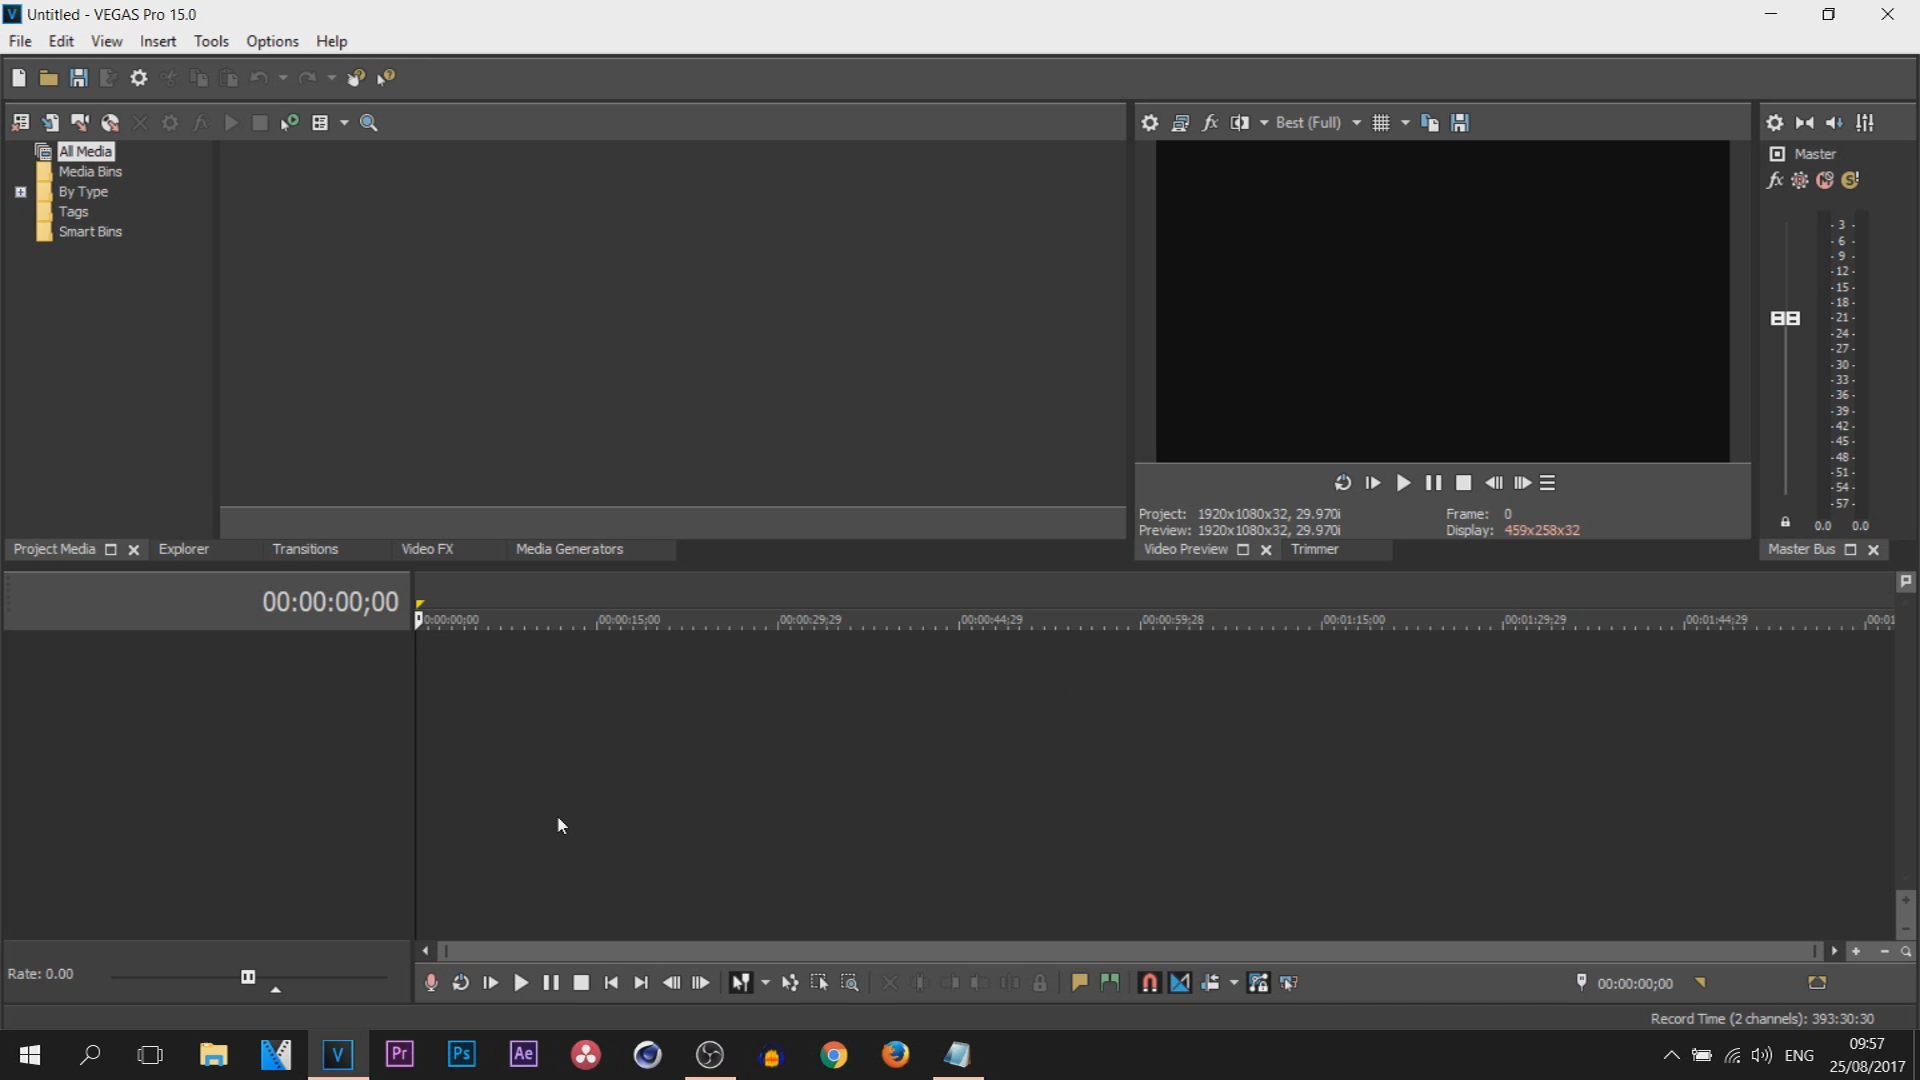 Untitled - VEGAS Pro 15.0
File Edit View Insert Tools Options Help
Best (Full)
All Media
Media Bins
By Type
Tags
Smart Bins
Master
-3-
-6-
-9-
-12-
-15-
-18-
-21-
-24-
-27-
-30-
-33-
-36-
-39-
-42-
-45-
-48-
-51-
-54-
-57-
0.0 0.0
Project: 1920x1080x32, 29.970i Frame: 0
Preview: 1920x1080x32, 29.970i Display: 459x258x32
Project Media Explorer Transitions Video FX Media Generators
Video Preview Trimmer
Master Bus
00:00:00;00
00:00:15;00 00:00:29;29 00:00:44;29 00:00:59;28 00:01:15;00 00:01:29;29 00:01:44;29
Rate: 0.00
00:00:00;00
Record Time (2 channels): 393:30:30
V Pr Ps Ae
ENG
09:57
25/08/2017